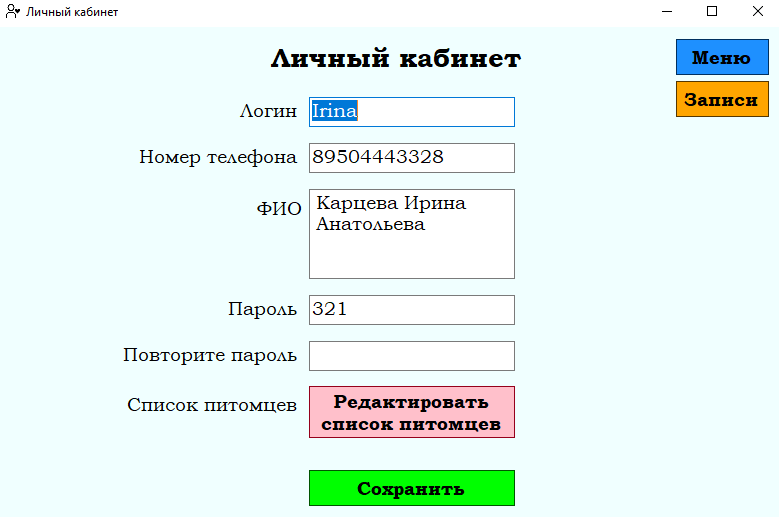 Личный кабинет
Личный кабинет
Меню
Записи
Логин Irina
Номер телефона 89504443328
ФИО Карцева Ирина
Анатольева
Пароль 321
Повторите пароль
Список питомцев
Редактировать
список питомцев
Сохранить